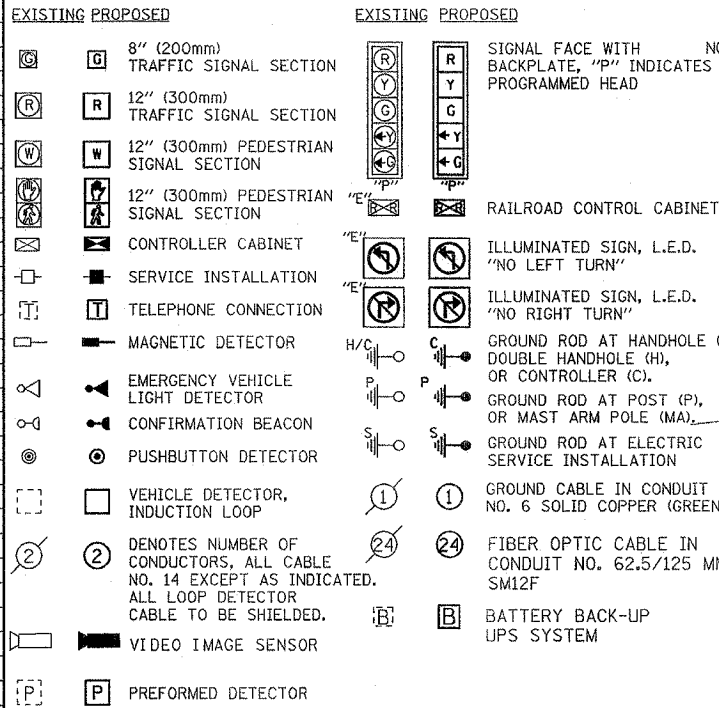 EXISTING PROPOSED
G G 8" (200mm)
TRAFFIC SIGNAL SECTION
R R 12" (300mm)
TRAFFIC SIGNAL SECTION
W W 12" (300mm) PEDESTRIAN
SIGNAL SECTION
12" (300mm) PEDESTRIAN
SIGNAL SECTION
CONTROLLER CABINET
SERVICE INSTALLATION
T T TELEPHONE CONNECTION
MAGNETIC DETECTOR
EMERGENCY VEHICLE
LIGHT DETECTOR
CONFIRMATION BEACON
PUSHBUTTON DETECTOR
VEHICLE DETECTOR,
INDUCTION LOOP
2 2 DENOTES NUMBER OF
CONDUCTORS, ALL CABLE
NO. 14 EXCEPT AS INDICATED.
ALL LOOP DETECTOR
CABLE TO BE SHIELDED.
VIDEO IMAGE SENSOR
P P PREFORMED DETECTOR
EXISTING PROPOSED
R R
Y Y
G G
←Y ←Y
←G ←G
"P" "P"
SIGNAL FACE WITH
BACKPLATE, "P" INDICATES
PROGRAMMED HEAD
"E" RR RR RAILROAD CONTROL CABINET
"E" ILLUMINATED SIGN, L.E.D.
"NO LEFT TURN"
"E" ILLUMINATED SIGN, L.E.D.
"NO RIGHT TURN"
H/C C GROUND ROD AT HANDHOLE (
DOUBLE HANDHOLE (H),
OR CONTROLLER (C).
P P GROUND ROD AT POST (P),
OR MAST ARM POLE (MA),
S S GROUND ROD AT ELECTRIC
SERVICE INSTALLATION
1 1 GROUND CABLE IN CONDUIT
NO. 6 SOLID COPPER (GREEN
24 24 FIBER OPTIC CABLE IN
CONDUIT NO. 62.5/125
SM12F
B B BATTERY BACK-UP
UPS SYSTEM